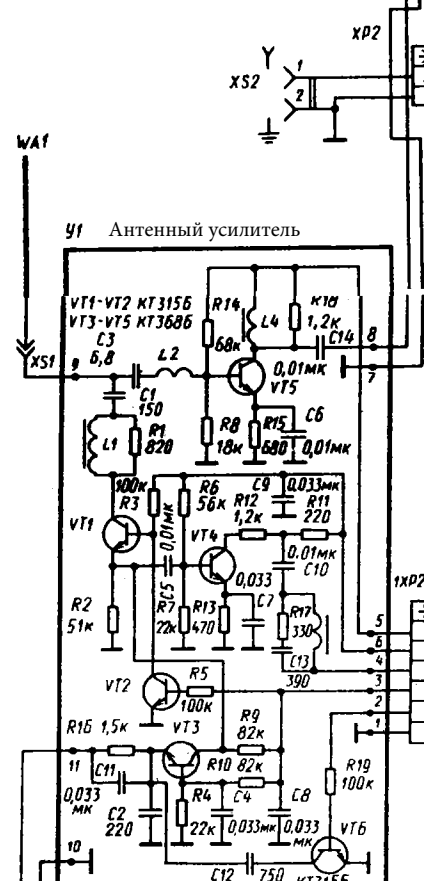 XP2
1
XS2
2
WA1
У1 Антенный усилитель
VT1-VT2 КТ315Б
VT3-VT5 КТ368Б
R14
68к
L4
R18
1,2к
C14
8
C3
6,8
L2
XS1
9
0,01мк
VT5
7
C1
150
L1
R1
820
R8
18к
R15
680
C6
0,01мк
100к
R3
R6
56к
C9
0,033мк
R12
1,2к
R11
220
VT1
0,01мк
VT4
0,01мк
C10
0,033
1XP2
R2
51к
C5
R7
22к
R13
470
C7
R17
330
C13
390
5
6
4
3
2
1
VT2
R5
100к
R16 1,5к
VT3
R9
82к
R10 82к
11
C11
0,033
мк
C2
220
R4
22к
C4
0,033мк
C8
0,033
мк
R19
100к
VT6
10
C12 750
КТ315Б